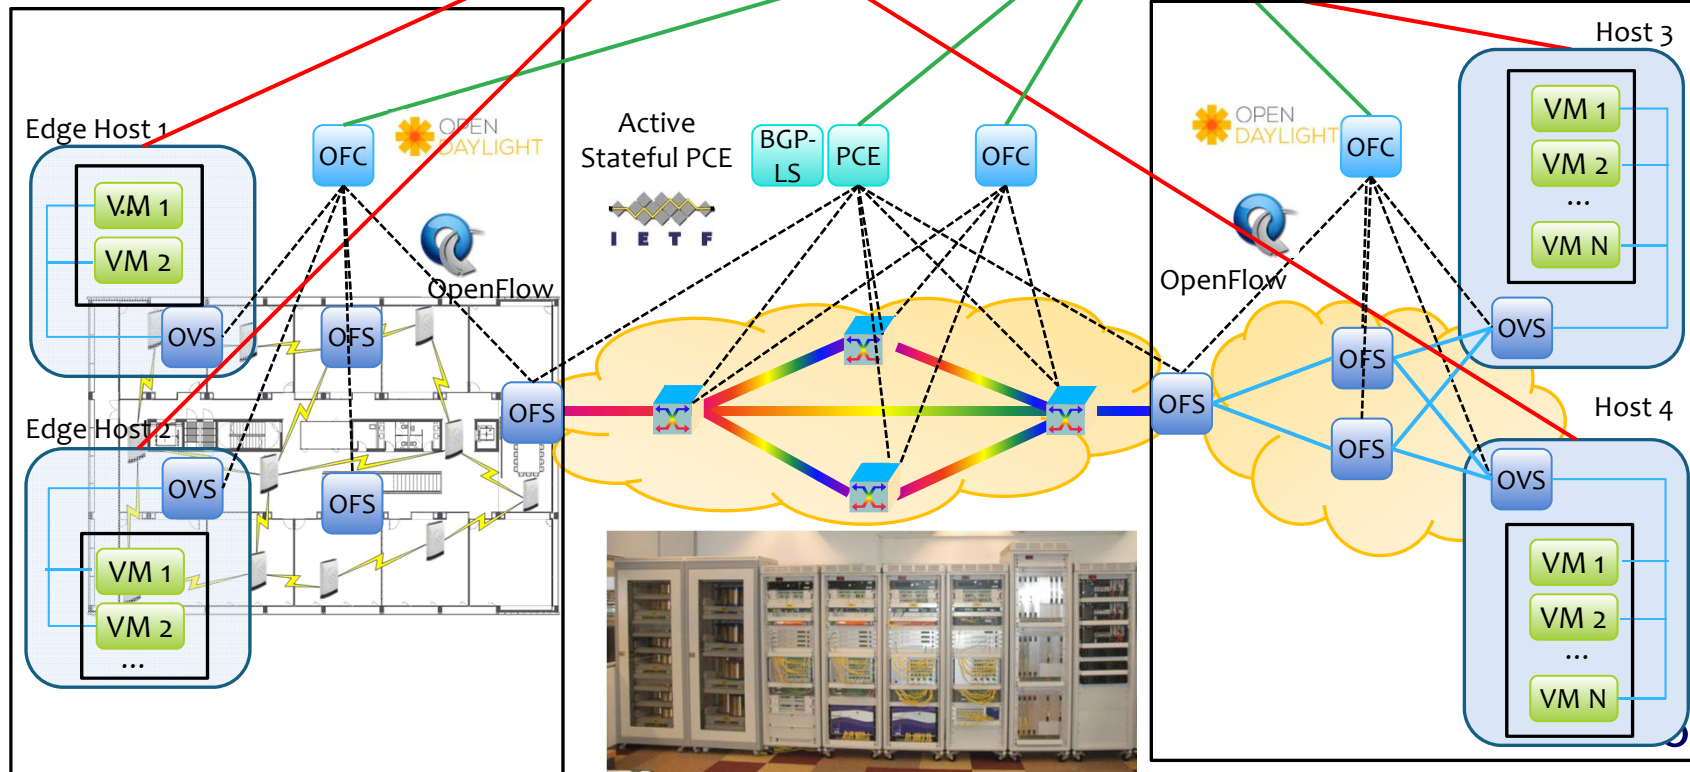 Host 3
Edge Host 1
OFC
OPEN
DAYLIGHT
Active
Stateful PCE
BGP-
LS
PCE
OFC
OPEN
DAYLIGHT
OFC
VM 1
VM 2
...
VM N
VM 1
...
VM 2
I E T F
OpenFlow
OpenFlow
OVS
OFS
OVS
OFS
OFS
OFS
OFS
Host 4
Edge Host 2
OVS
OFS
OVS
VM 1
VM 2
...
VM 1
VM 2
...
VM N